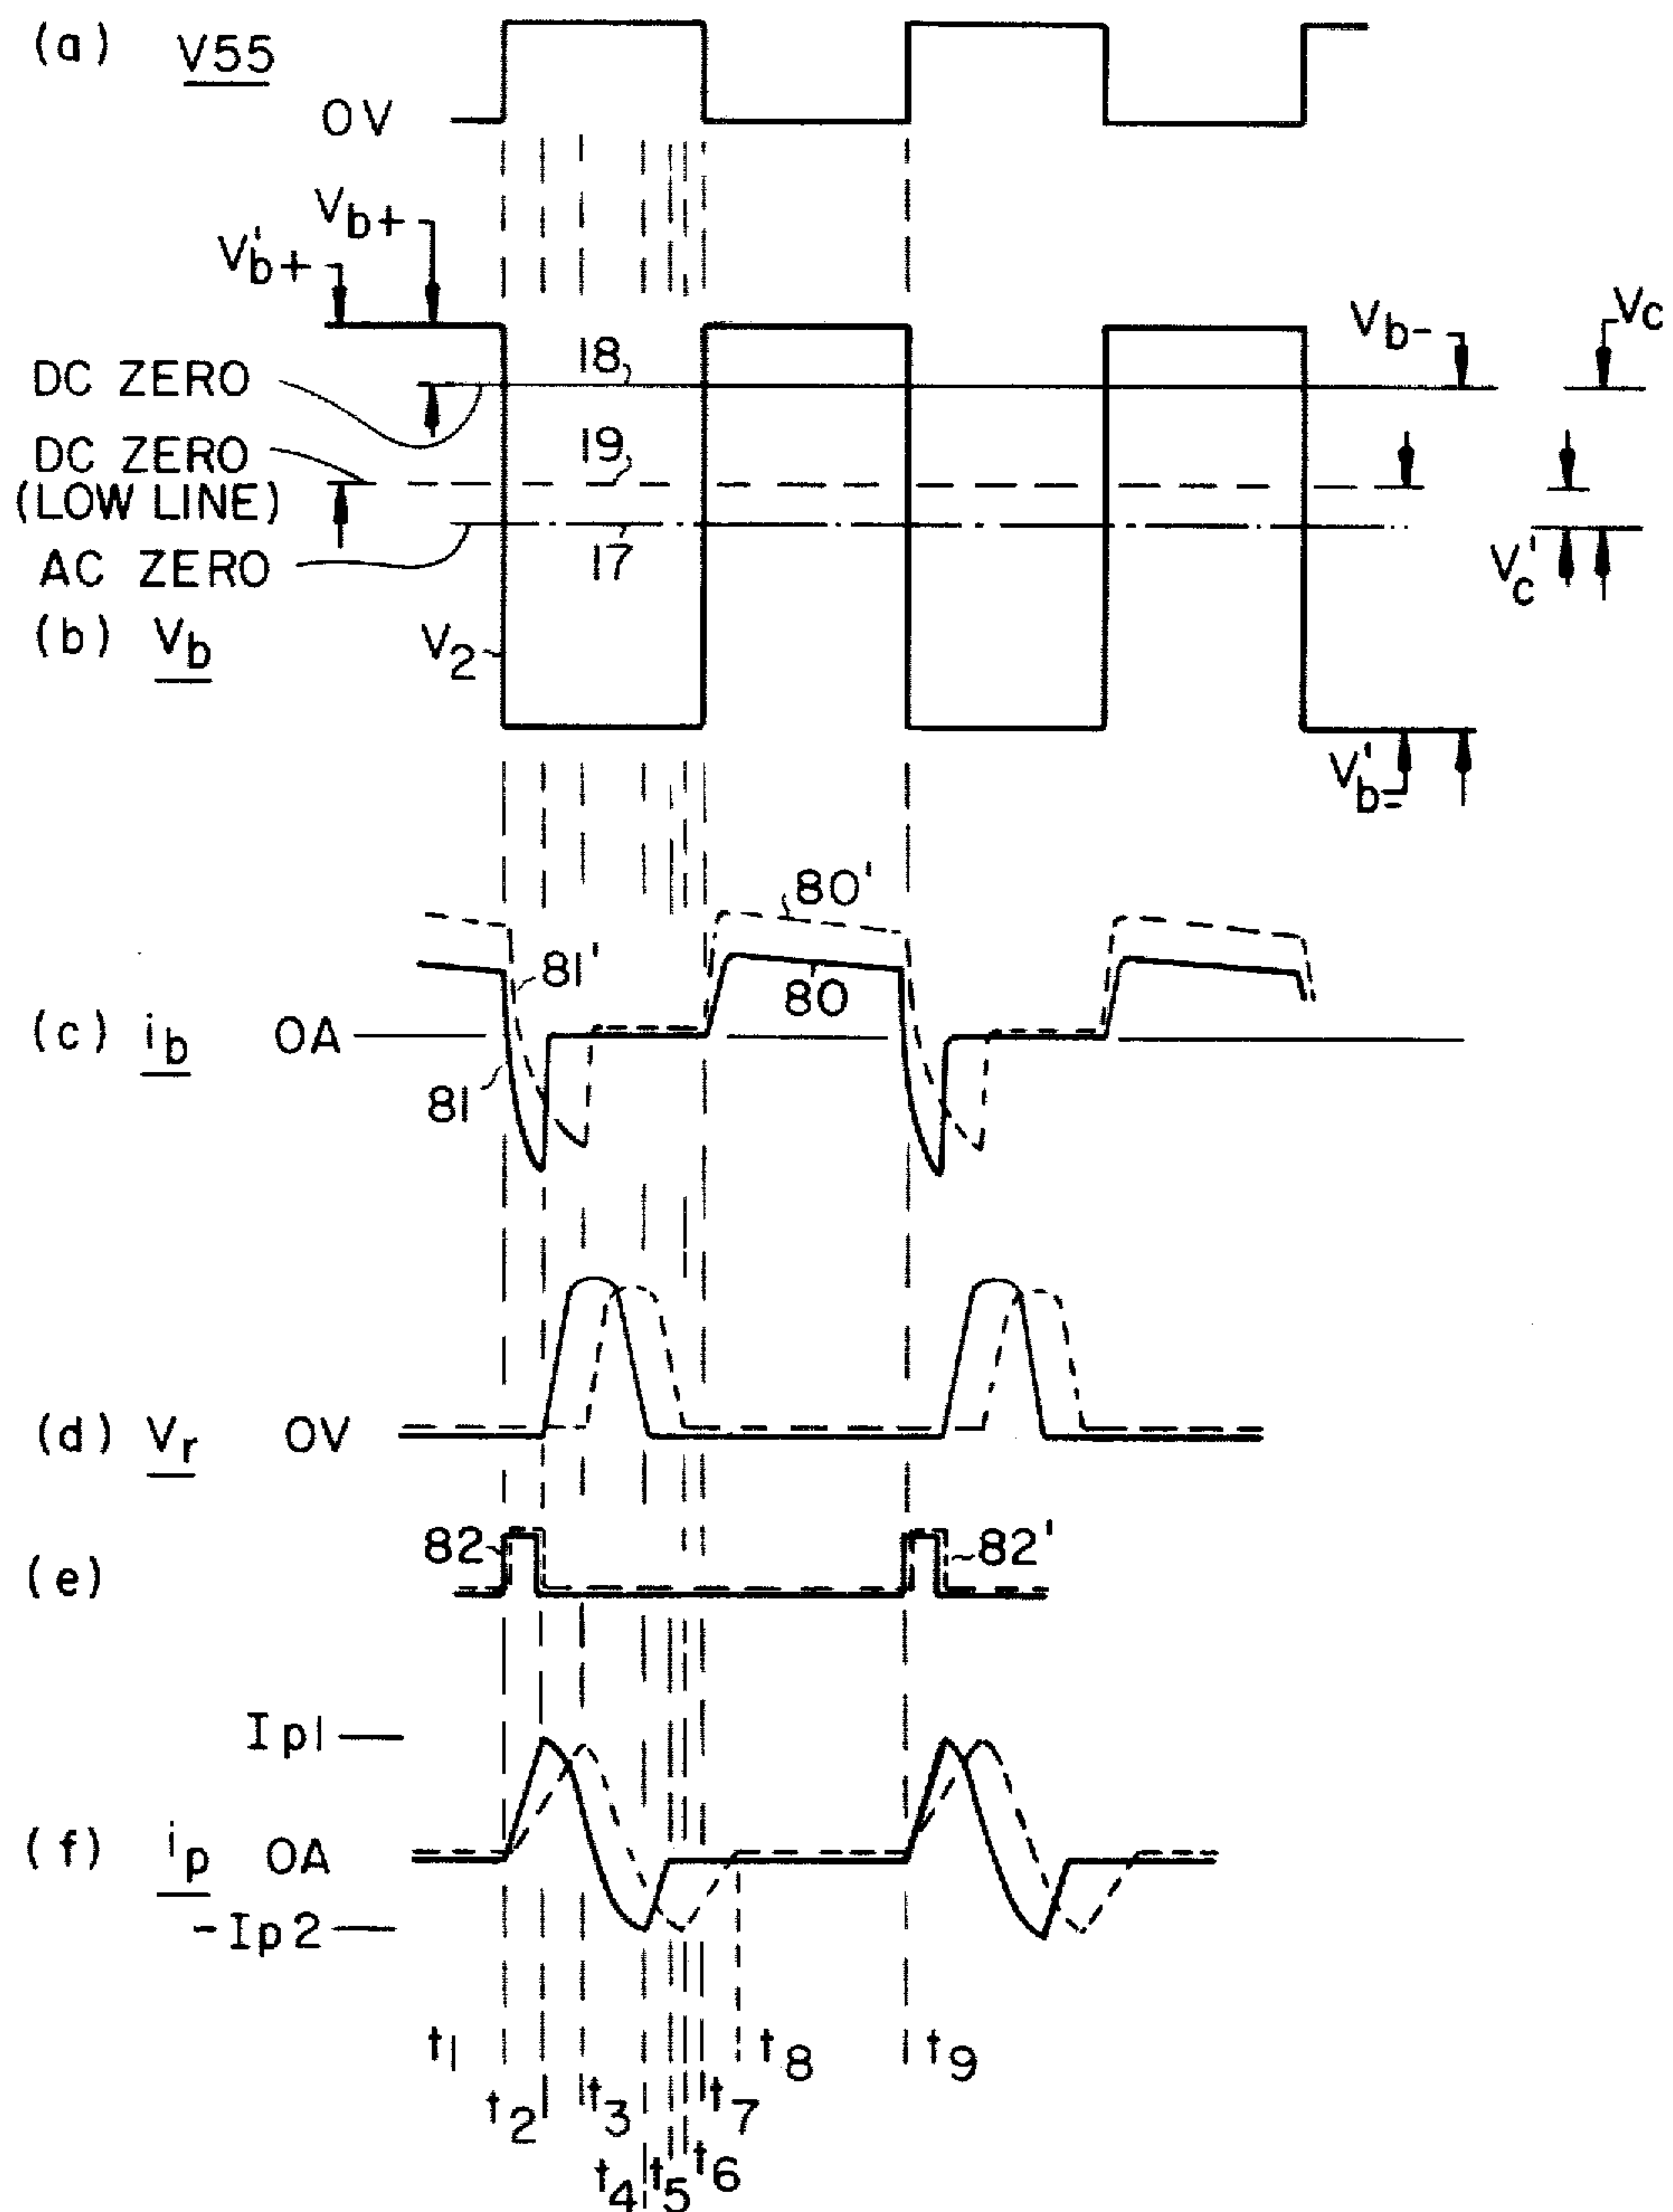 (a) V55
0V
Vb+
V'b+
Vb-
Vc
DC ZERO
18
DC ZERO
(LOW LINE)
19
AC ZERO
17
V'c
(b) Vb
V2
V'b-
80'
81'
80
(c) ib 0A
81
(d) Vr 0V
82
82'
(e)
Ip1
(f) ip 0A
-Ip2
t1
t8
t9
t2
t3
t7
t4
t5
t6